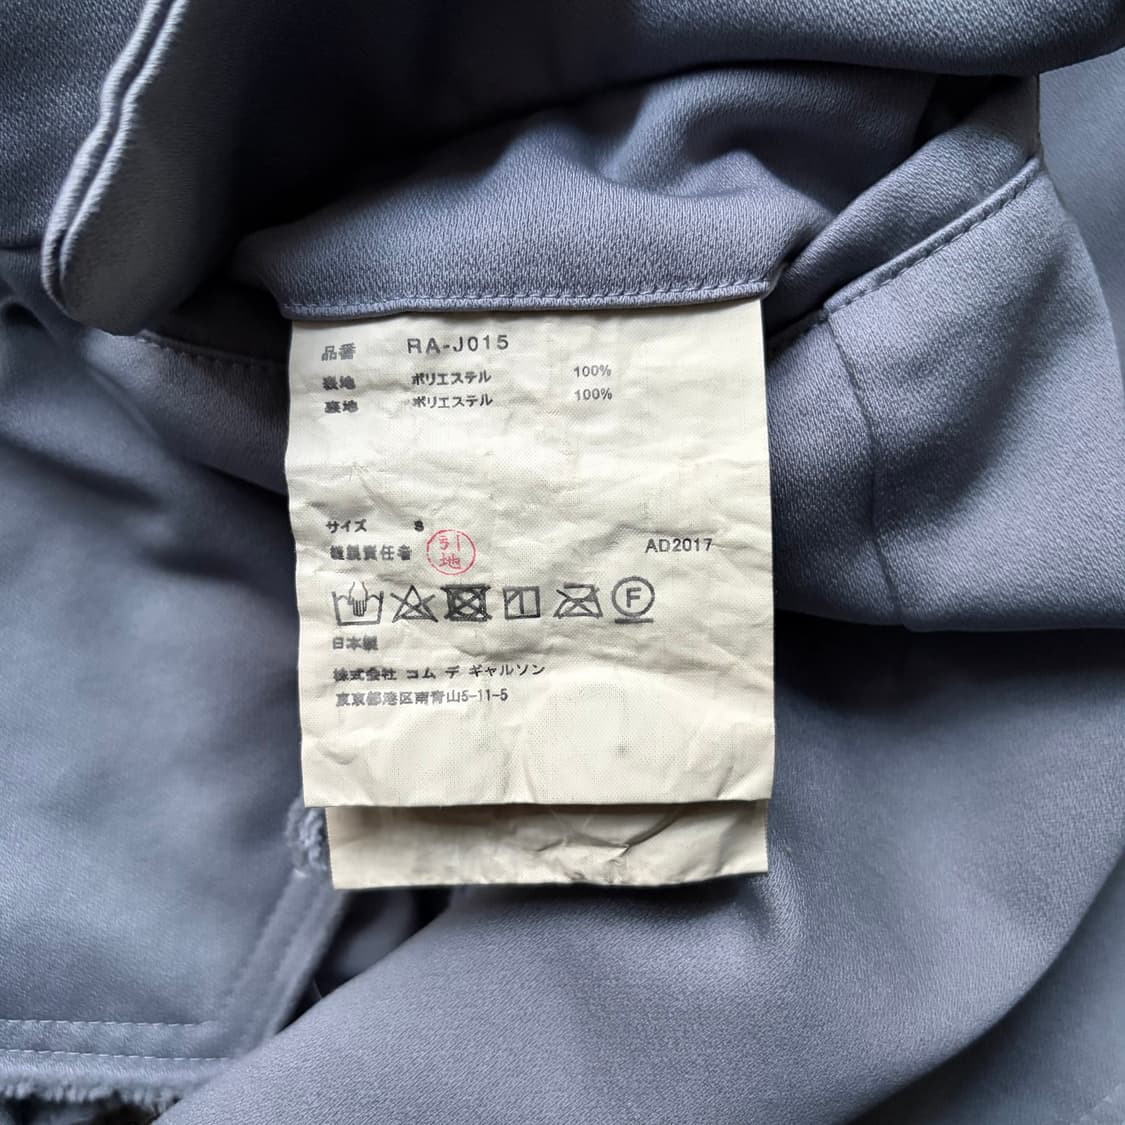 品番 RA-J015
表地 ポリエステル 100%
裏地 ポリエステル 100%
サイズ S
縫製責任者 引地 AD2017
F
日本製
株式会社 コム デ ギャルソン
東京都港区南青山5-11-5